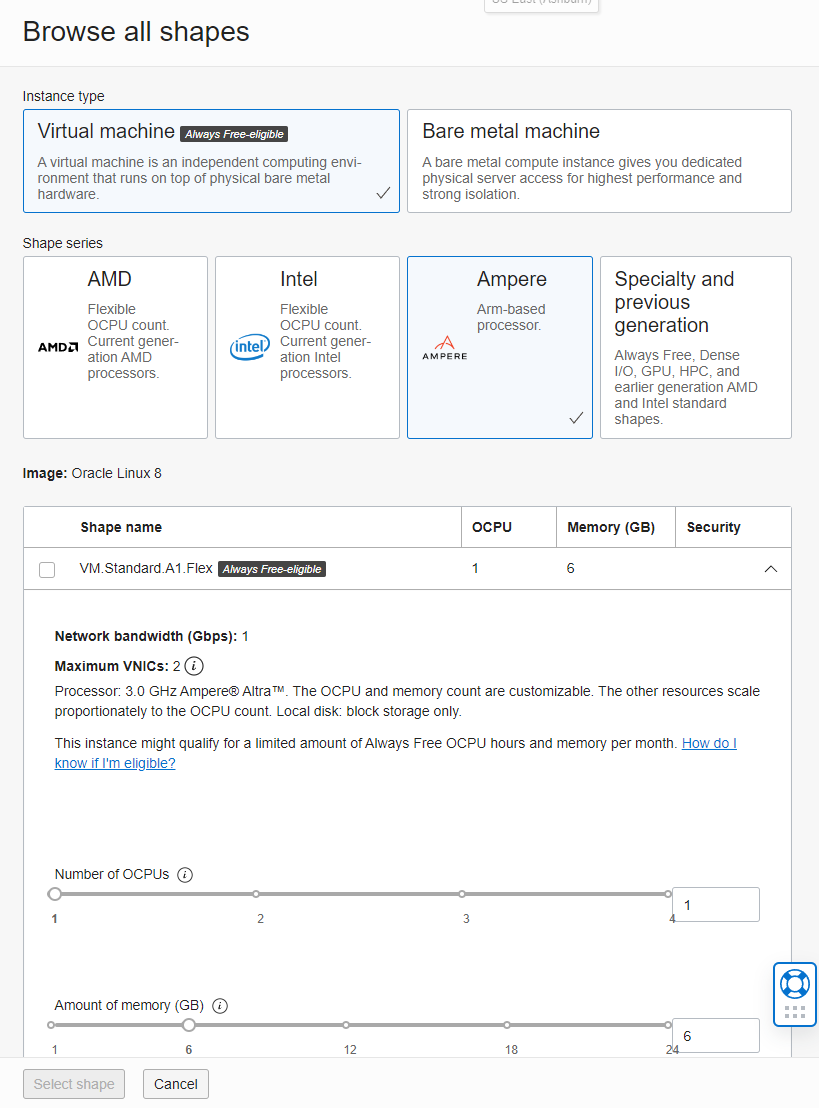 US East (Ashburn)
Browse all shapes
Instance type
Virtual machine Always Free-eligible
A virtual machine is an independent computing envi-
ronment that runs on top of physical bare metal
hardware.
Bare metal machine
A bare metal compute instance gives you dedicated
physical server access for highest performance and
strong isolation.
Shape series
AMD
AMD
Flexible
OCPU count.
Current gener-
ation AMD
processors.
Intel
intel
Flexible
OCPU count.
Current gener-
ation Intel
processors.
Ampere
AMPERE
Arm-based
processor.
Specialty and
previous
generation
Always Free, Dense
I/O, GPU, HPC, and
earlier generation AMD
and Intel standard
shapes.
Image: Oracle Linux 8
Shape name OCPU Memory (GB) Security
VM.Standard.A1.Flex Always Free-eligible 1 6
Network bandwidth (Gbps): 1
Maximum VNICs: 2 i
Processor: 3.0 GHz Ampere® Altra™. The OCPU and memory count are customizable. The other resources scale
proportionately to the OCPU count. Local disk: block storage only.
This instance might qualify for a limited amount of Always Free OCPU hours and memory per month. How do I
know if I'm eligible?
Number of OCPUs i
1
1 2 3 4
Amount of memory (GB) i
6
1 6 12 18 24
Select shape Cancel